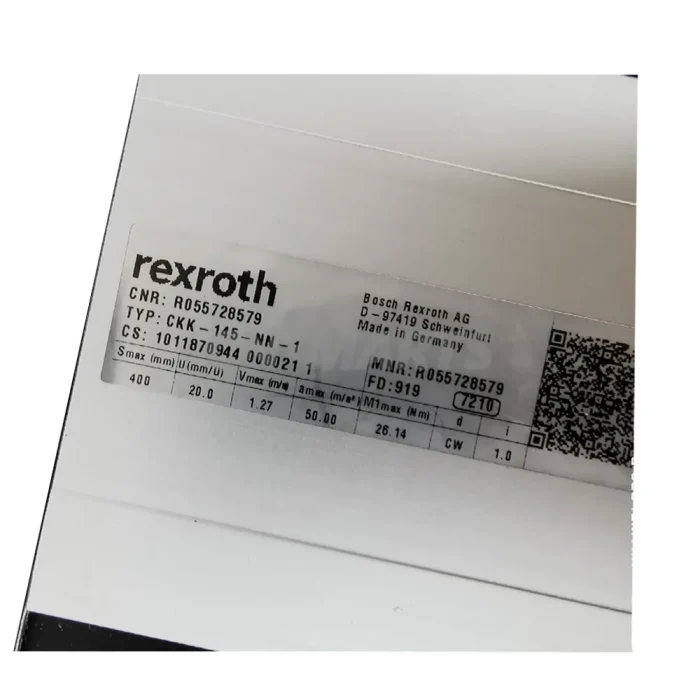 rexroth
CNR: R055728579
TYP: CKK-145-NN-1
CS: 1011870944 000021 1
Bosch Rexroth AG
D-97419 Schweinfurt
Made in Germany
MNR: R055728579
FD: 919 7210
Smax (mm) U(mm/U) Vmax (m/s) amax (m/s²) M1max (Nm) d i
400 20.0 1.27 50.00 26.14 CW 1.0